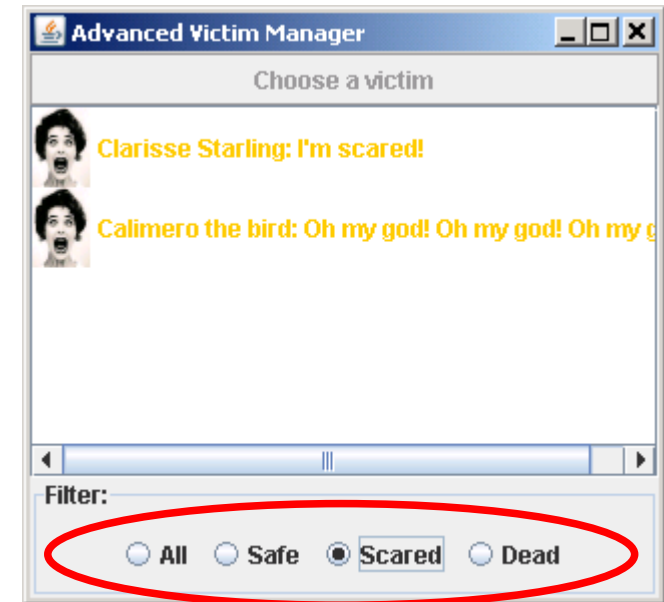 Advanced Victim Manager
Choose a victim
Clarisse Starling: I'm scared!
Calimero the bird: Oh my god! Oh my god! Oh my
Filter:
All Safe Scared Dead